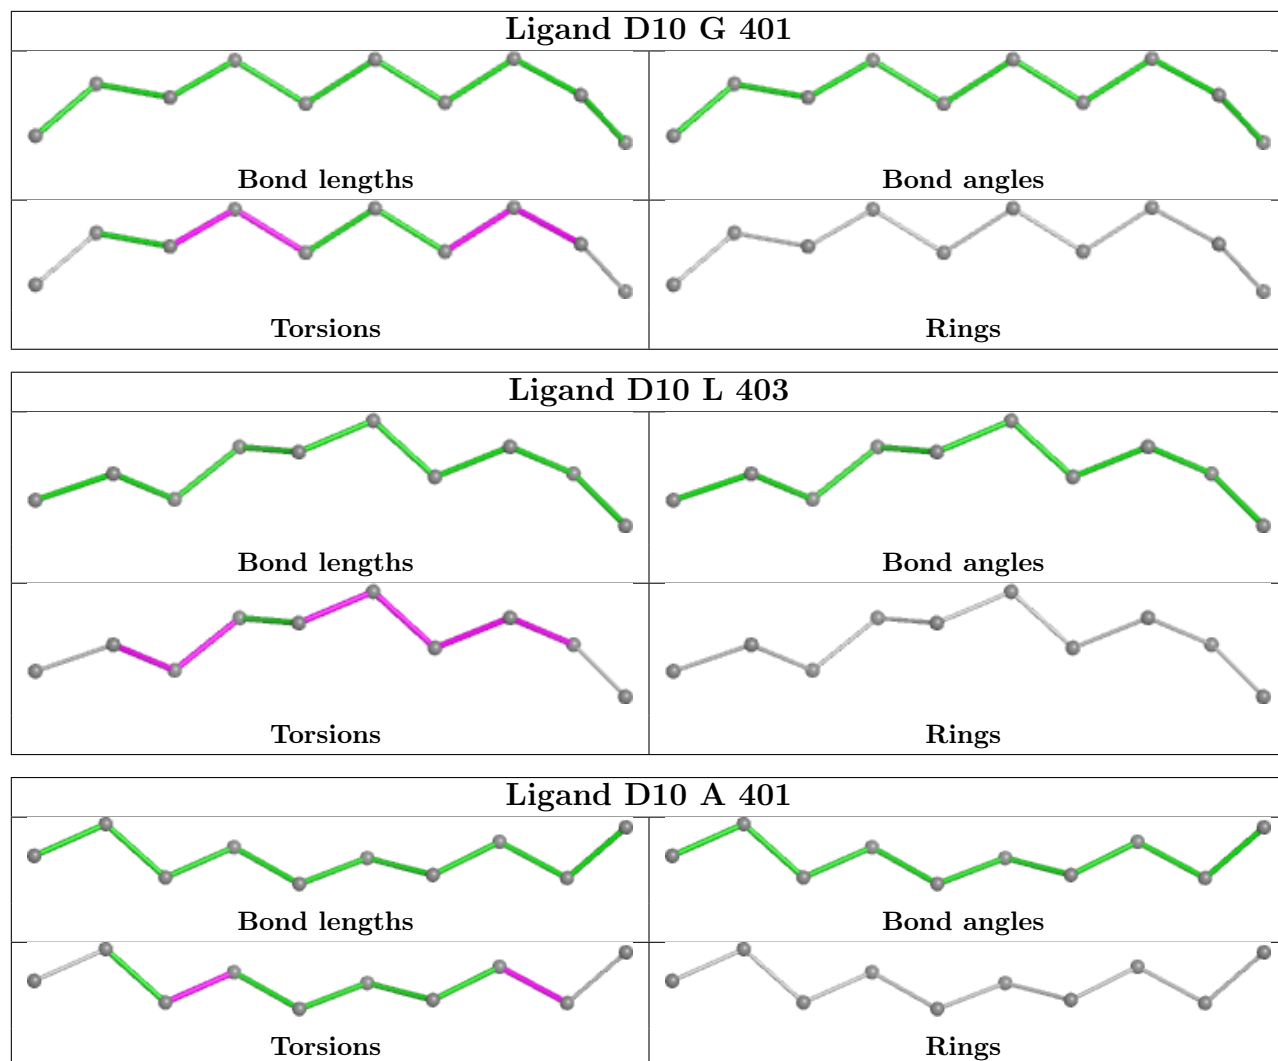 Ligand D10 G 401
Bond lengths
Bond angles
Torsions
Rings
Ligand D10 L 403
Bond lengths
Bond angles
Torsions
Rings
Ligand D10 A 401
Bond lengths
Bond angles
Torsions
Rings